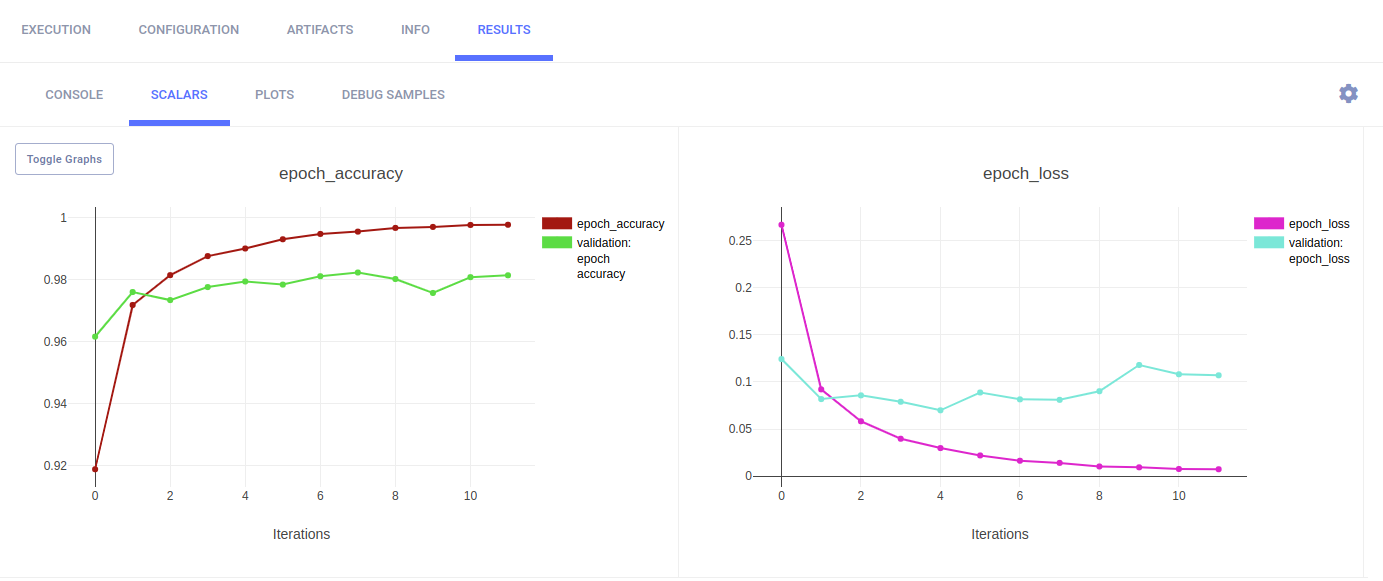 EXECUTION CONFIGURATION ARTIFACTS INFO RESULTS
CONSOLE SCALARS PLOTS DEBUG SAMPLES
Toggle Graphs
epoch_accuracy
1
0.98
0.96
0.94
0.92
0 2 4 6 8 10
Iterations
epoch_accuracy
validation:
epoch
accuracy
epoch_loss
0.25
0.2
0.15
0.1
0.05
0
0 2 4 6 8 10
Iterations
epoch_loss
validation:
epoch_loss